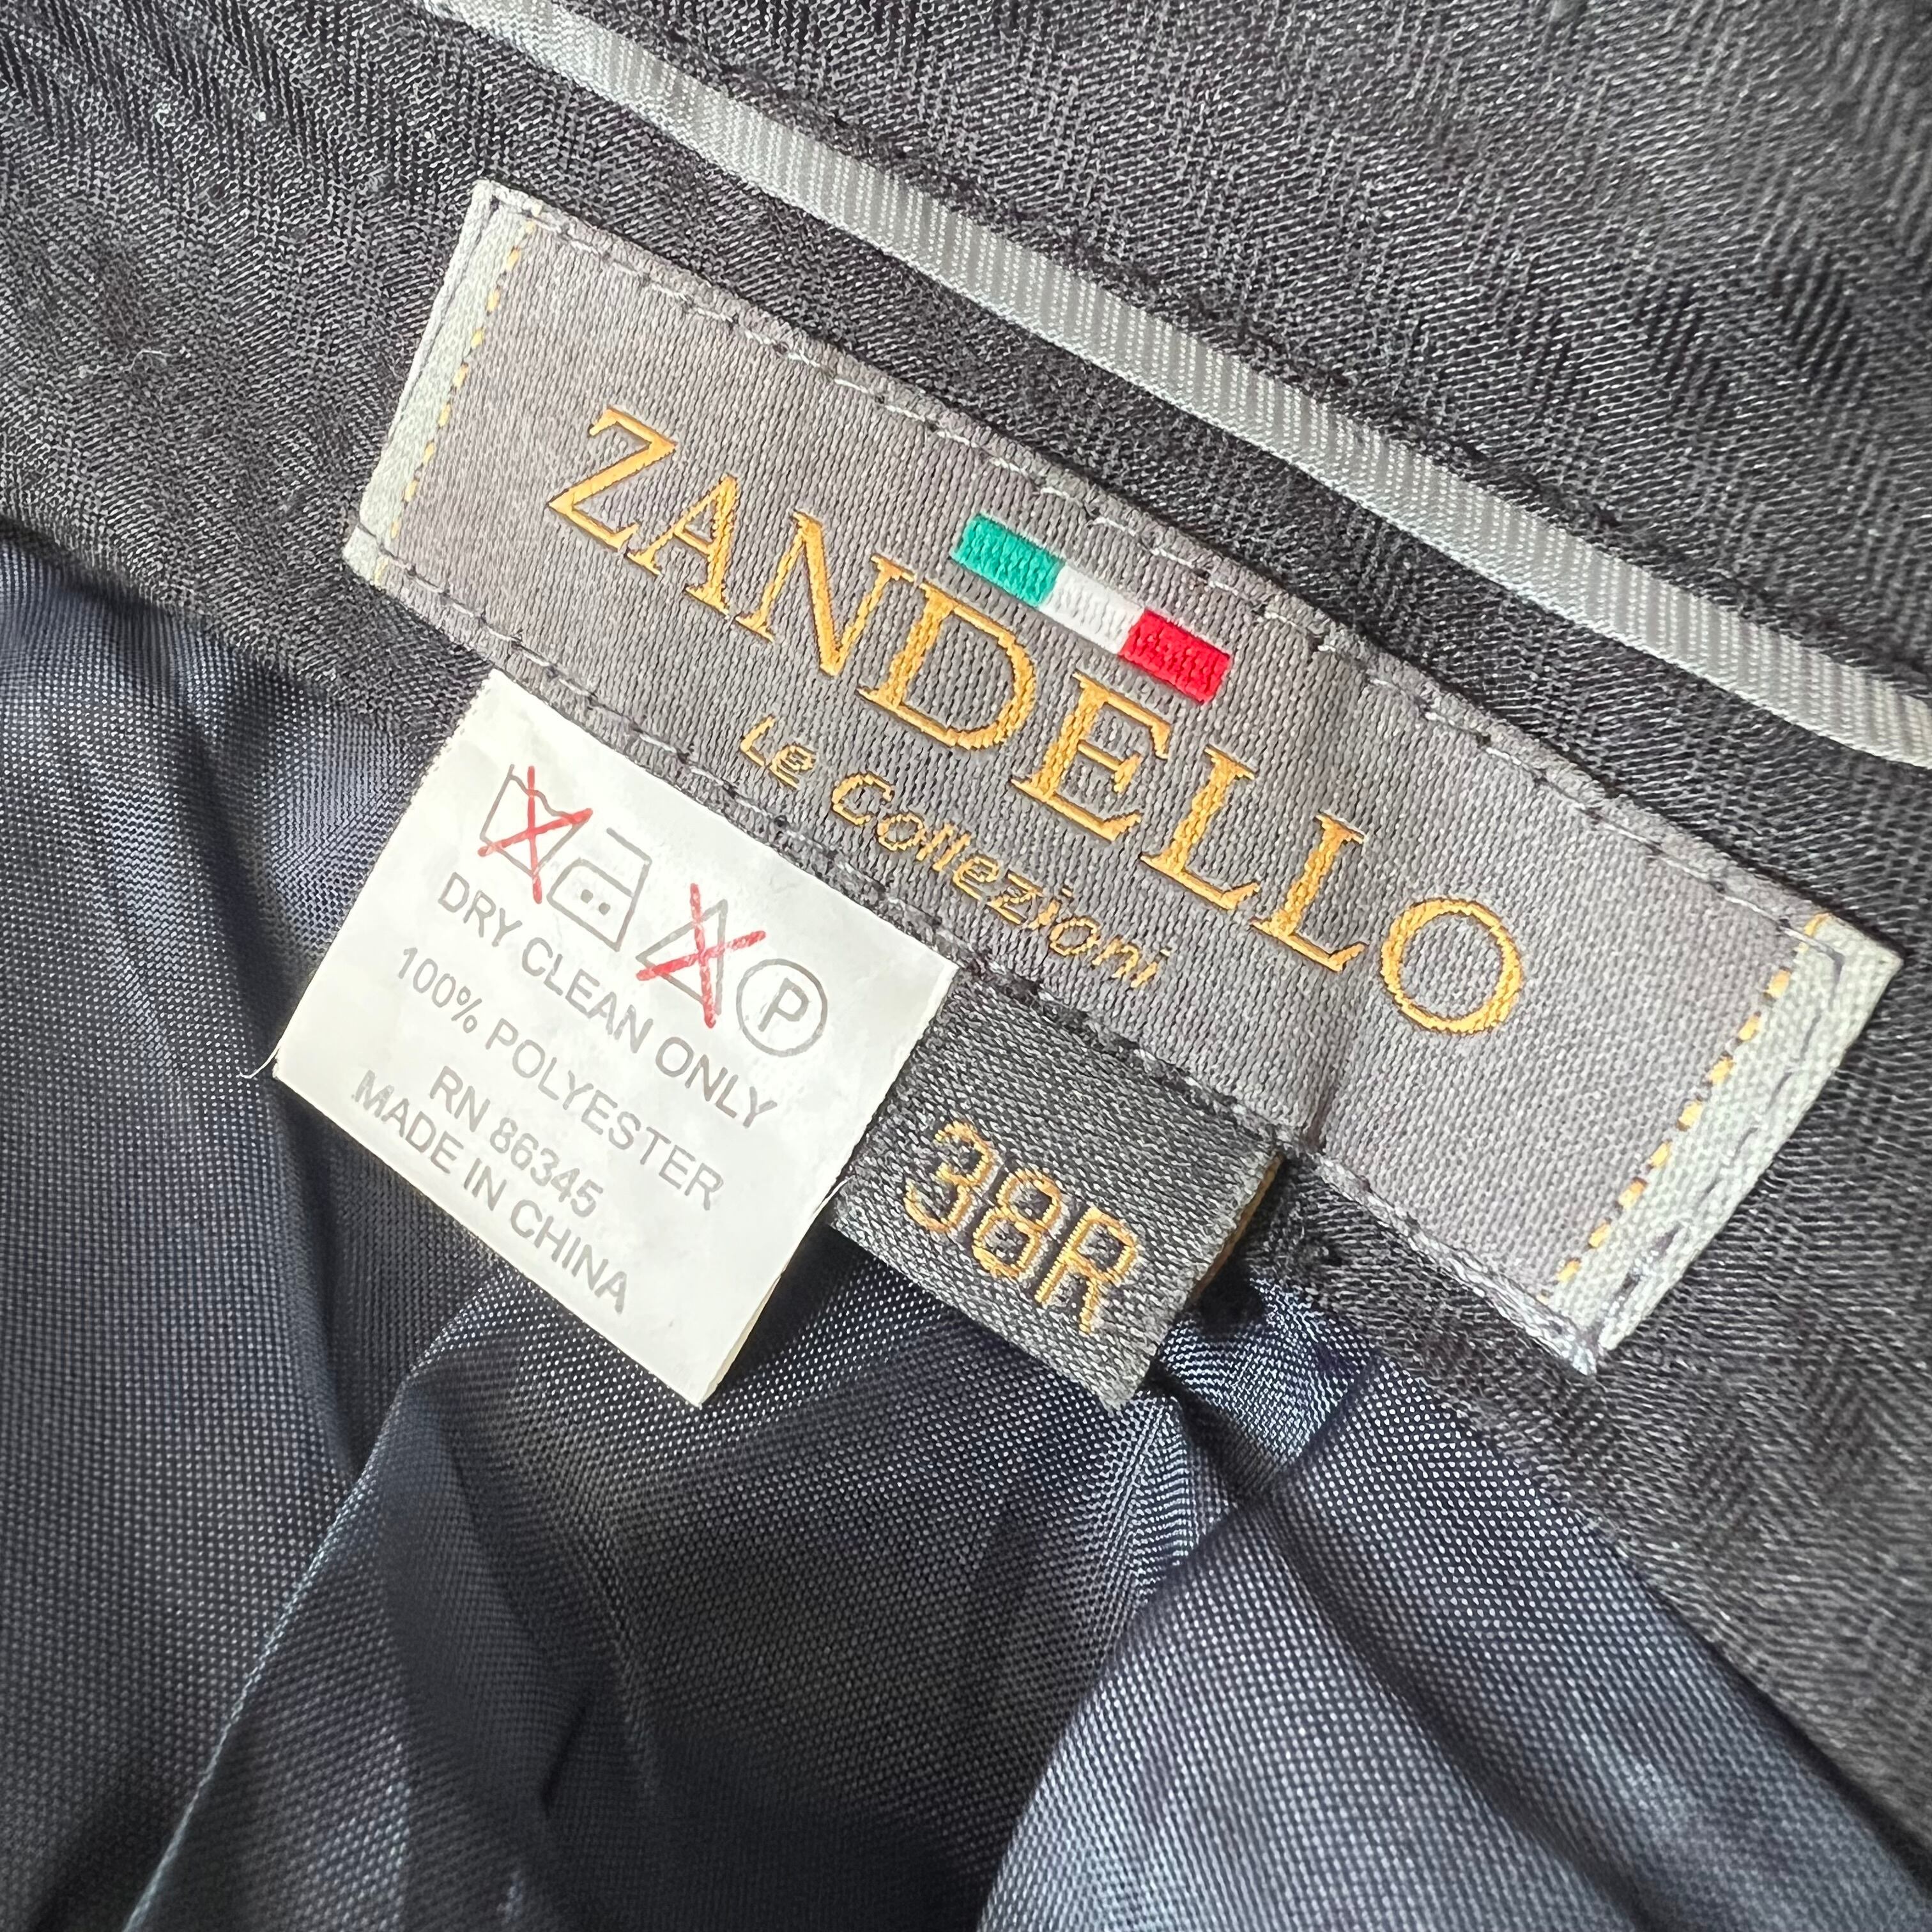 ZANDELLO
Le Collezioni
P
DRY CLEAN ONLY
100% POLYESTER
RN 86345
MADE IN CHINA
38R